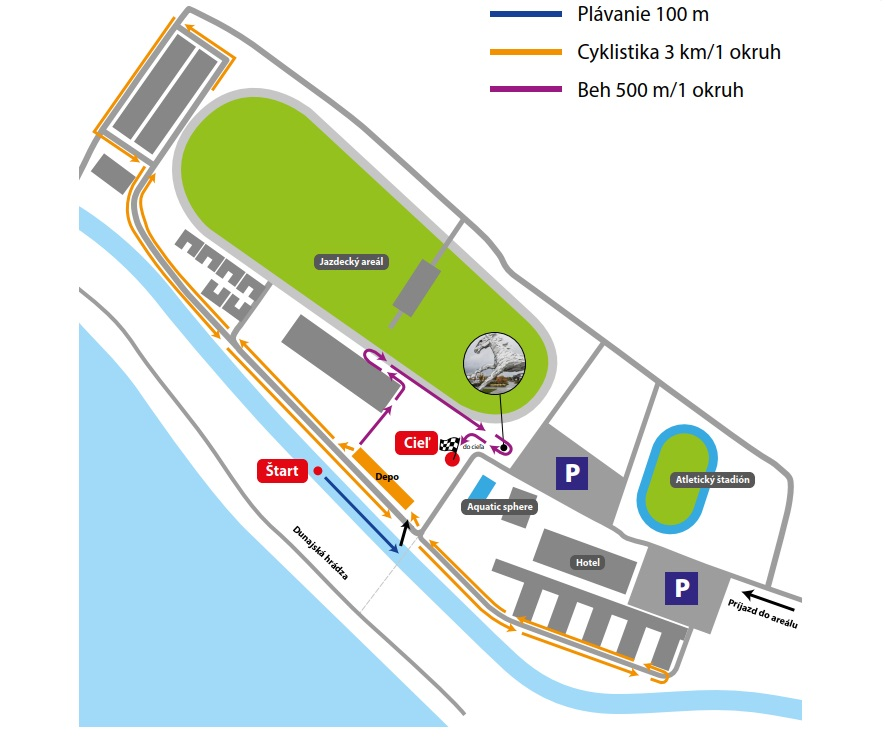 Plávanie 100 m
Cyklistika 3 km/1 okruh
Beh 500 m/1 okruh
Jazdecký areál
Cieľ
do cieľa
Štart
Depo
P
Atletický štadión
Aquatic sphere
Dunajská hrádza
Hotel
P
Príjazd do areálu